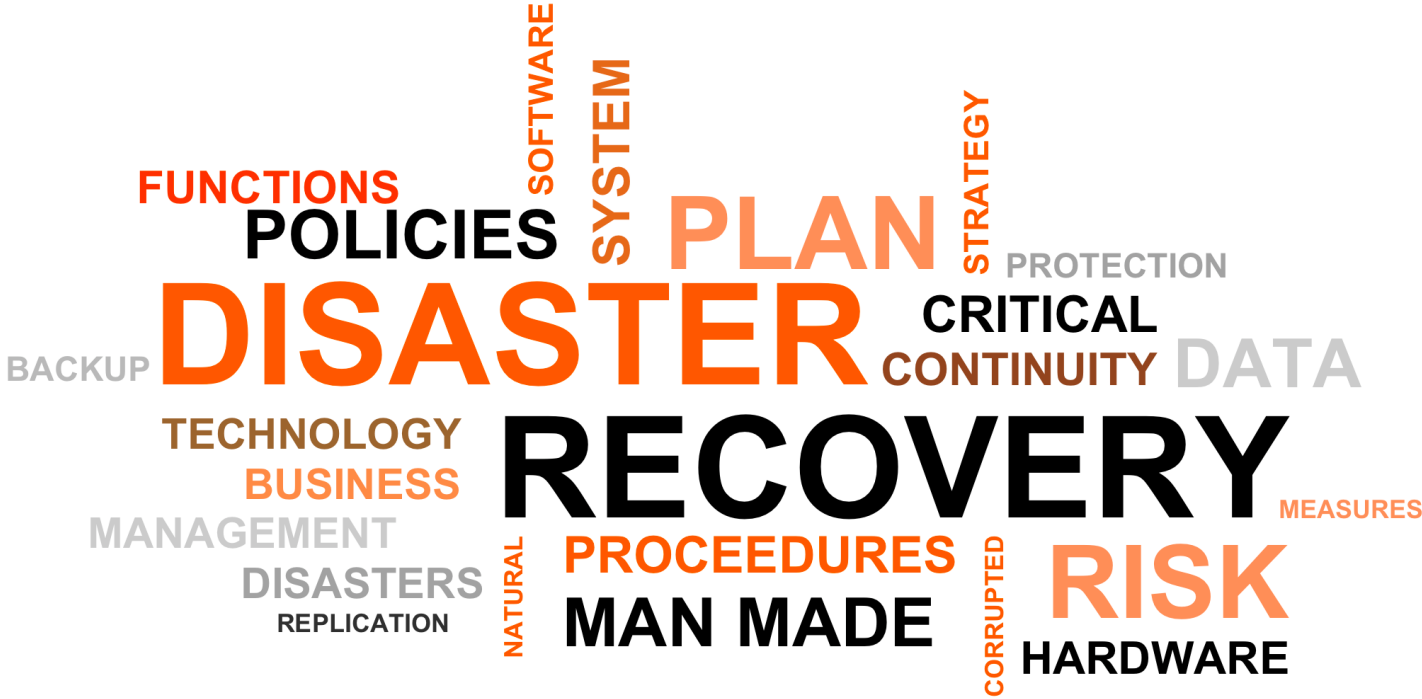 SOFTWARE
SYSTEM
STRATEGY
FUNCTIONS
POLICIES
PLAN
PROTECTION
DISASTER
CRITICAL
BACKUP
CONTINUITY
DATA
TECHNOLOGY
RECOVERY
BUSINESS
MEASURES
MANAGEMENT
NATURAL
PROCEEDURES
CORRUPTED
RISK
DISASTERS
MAN MADE
REPLICATION
HARDWARE